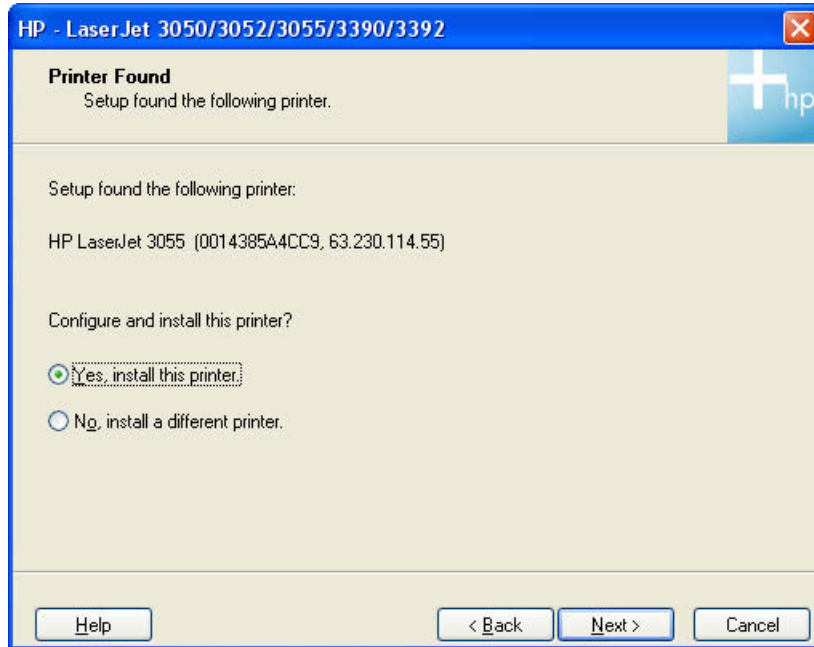 HP - LaserJet 3050/3052/3055/3390/3392
Printer Found
Setup found the following printer.
hp
Setup found the following printer:
HP LaserJet 3055 (0014385A4CC9, 63.230.114.55)
Configure and install this printer?
Yes, install this printer.
No, install a different printer.
Help < Back Next > Cancel